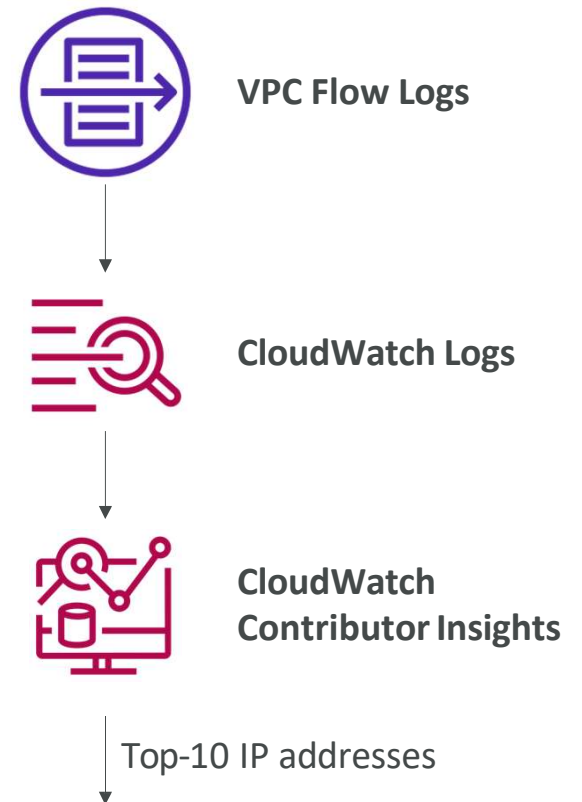 VPC Flow Logs
CloudWatch Logs
CloudWatch
Contributor Insights
Top-10 IP addresses